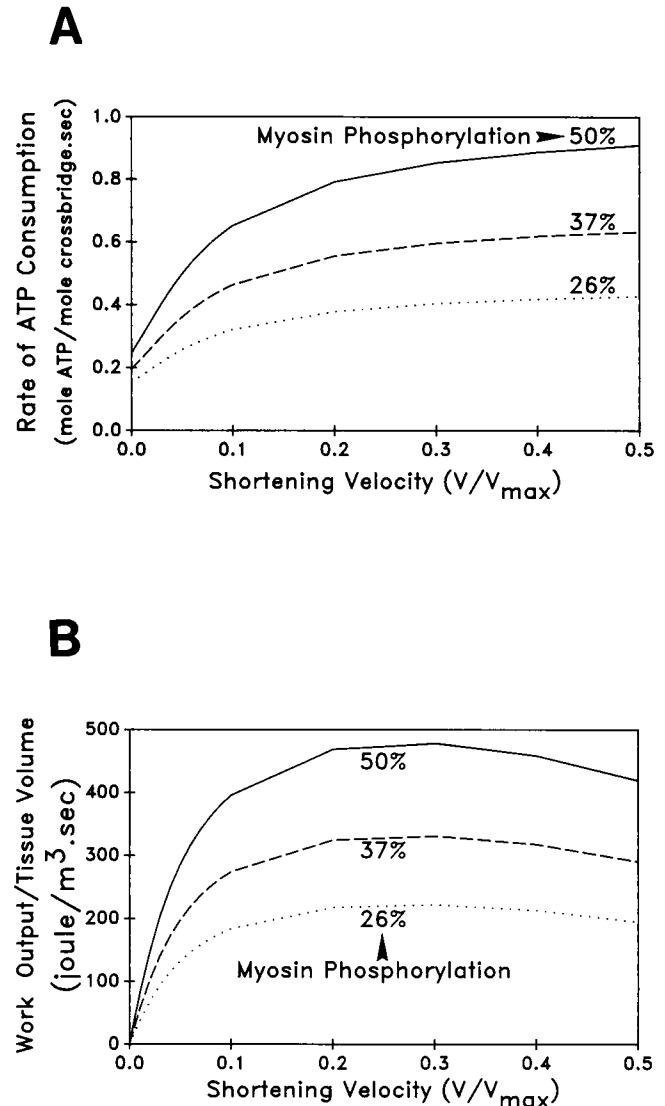 A
Rate of ATP Consumption
(mole ATP/mole crossbridge.sec)
1.0
0.8
0.6
0.4
0.2
0.0
Myosin Phosphorylation 50%
37%
26%
0.0 0.1 0.2 0.3 0.4 0.5
Shortening Velocity (V/Vmax)
B
Work Output/Tissue Volume
(joule/m³.sec)
500
400
300
200
100
0
50%
37%
26%
Myosin Phosphorylation
0.0 0.1 0.2 0.3 0.4 0.5
Shortening Velocity (V/Vmax)